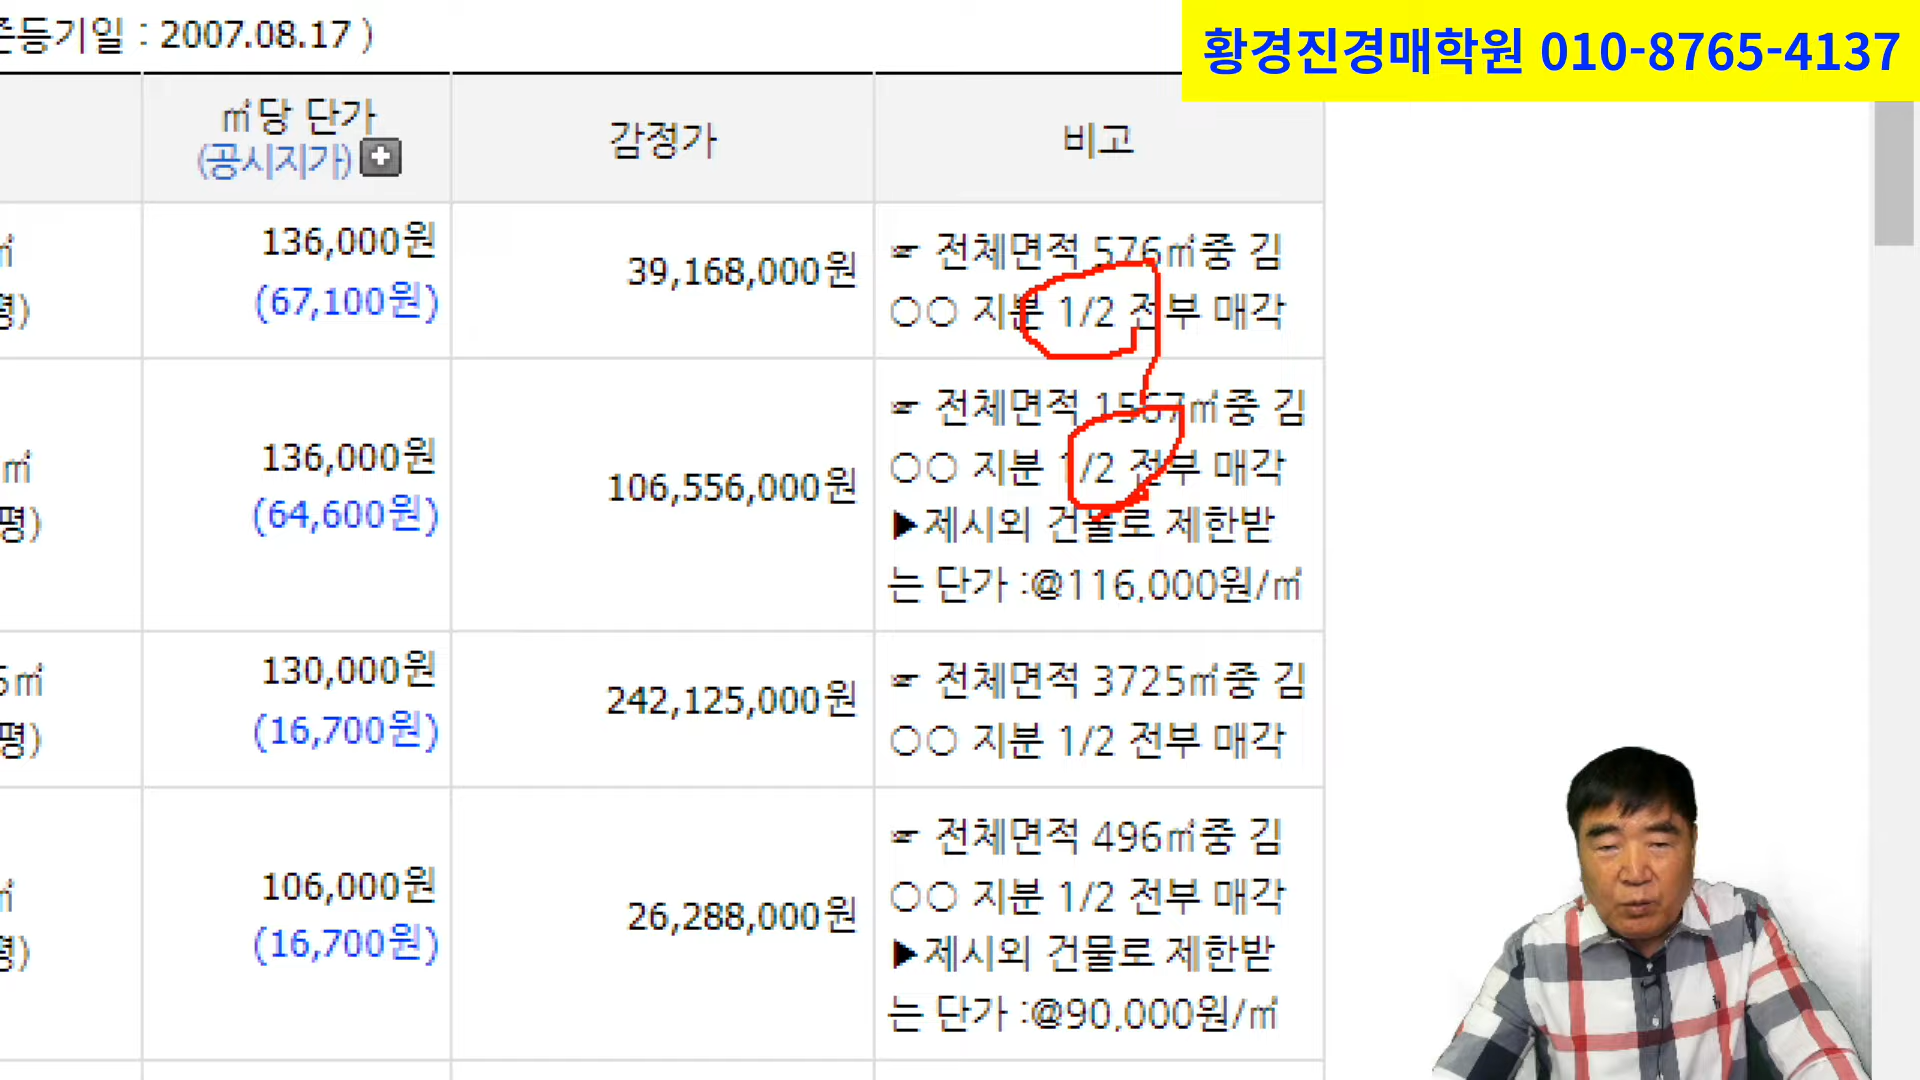 준등기일 : 2007.08.17 )
황경진경매학원 010-8765-4137
㎡당 단가
(공시지가)
감정가
비고
㎡
평)
136,000원
(67,100원)
39,168,000원
☞ 전체면적 576㎡중 김
○○ 지분 1/2 전부 매각
㎡
평)
136,000원
(64,600원)
106,556,000원
☞ 전체면적 1567㎡중 김
○○ 지분 1/2 전부 매각
▶제시외 건물로 제한받
는 단가 :@116,000원/㎡
5㎡
평)
130,000원
(16,700원)
242,125,000원
☞ 전체면적 3725㎡중 김
○○ 지분 1/2 전부 매각
㎡
평)
106,000원
(16,700원)
26,288,000원
☞ 전체면적 496㎡중 김
○○ 지분 1/2 전부 매각
▶제시외 건물로 제한받
는 단가 :@90,000원/㎡